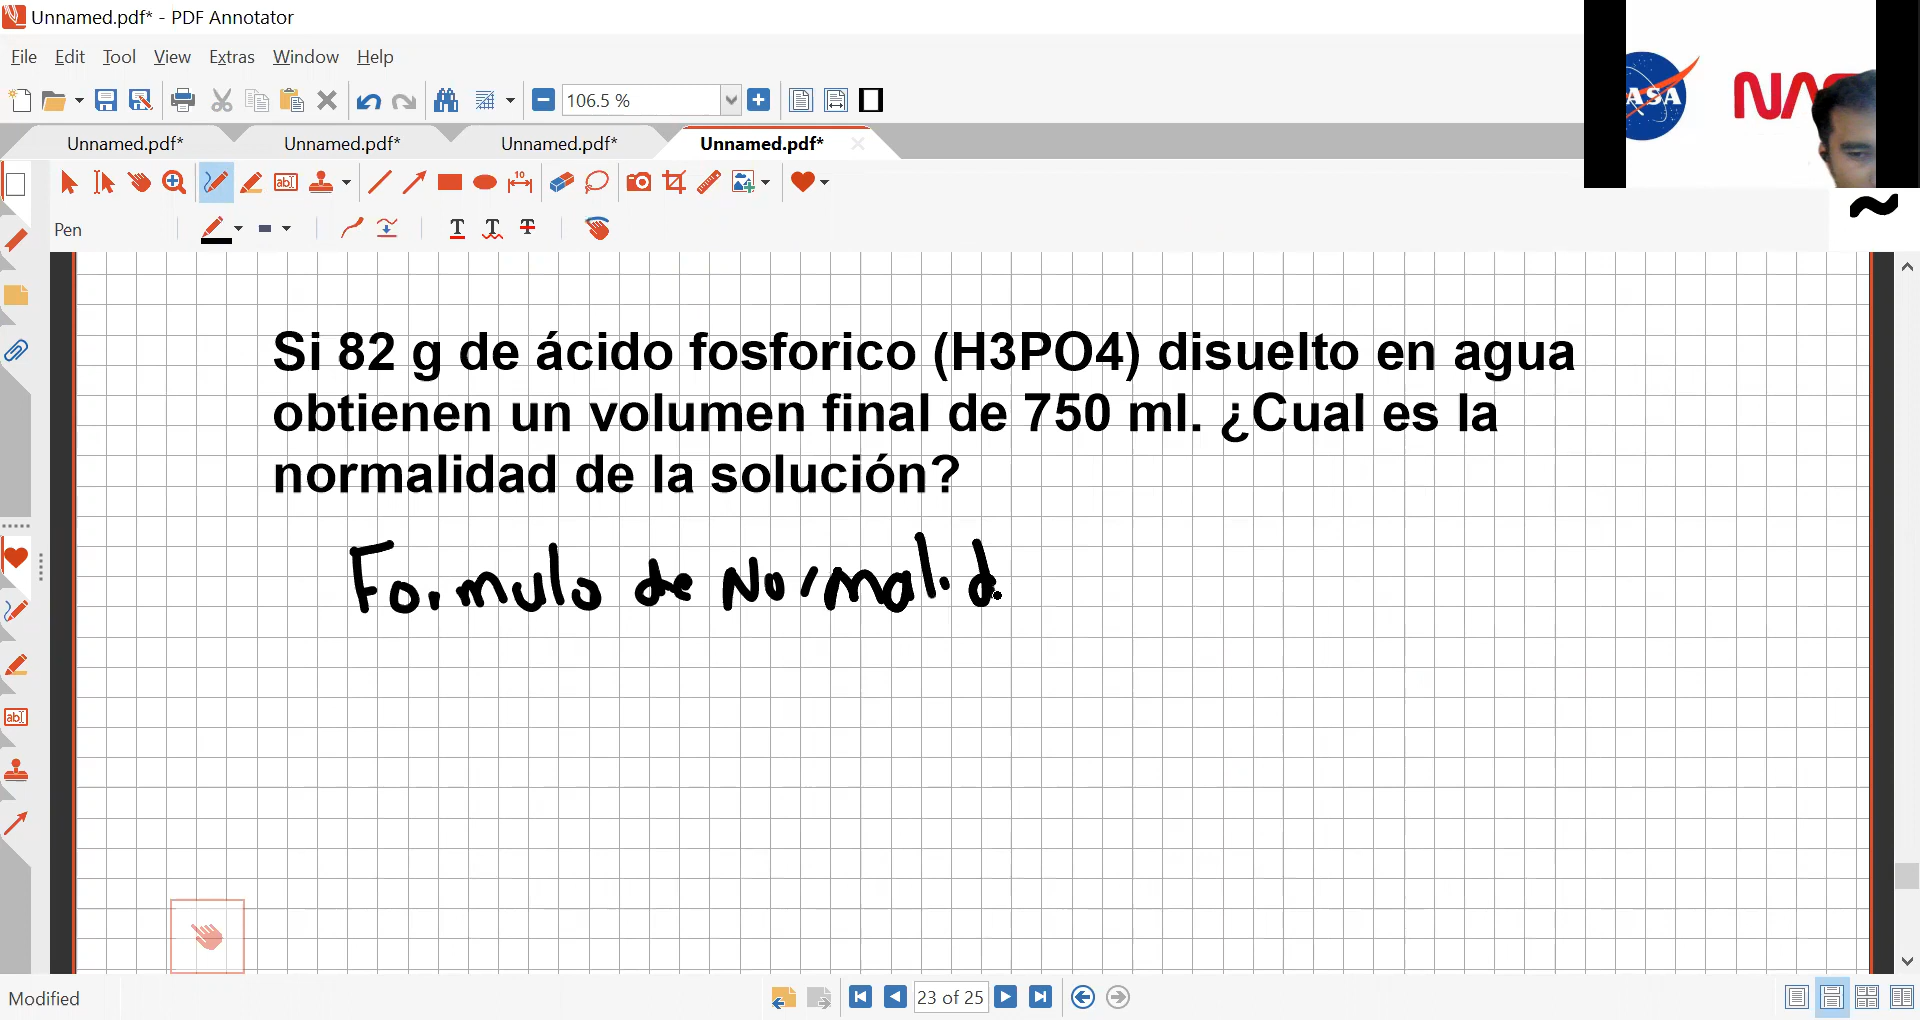 Unnamed.pdf* - PDF Annotator
File Edit Tool View Extras Window Help
106.5 %
Unnamed.pdf* Unnamed.pdf* Unnamed.pdf* Unnamed.pdf*
Pen
Si 82 g de ácido fosforico (H3PO4) disuelto en agua
obtienen un volumen final de 750 ml. ¿Cual es la
normalidad de la solución?
Formula de Normalid
Modified
23 of 25